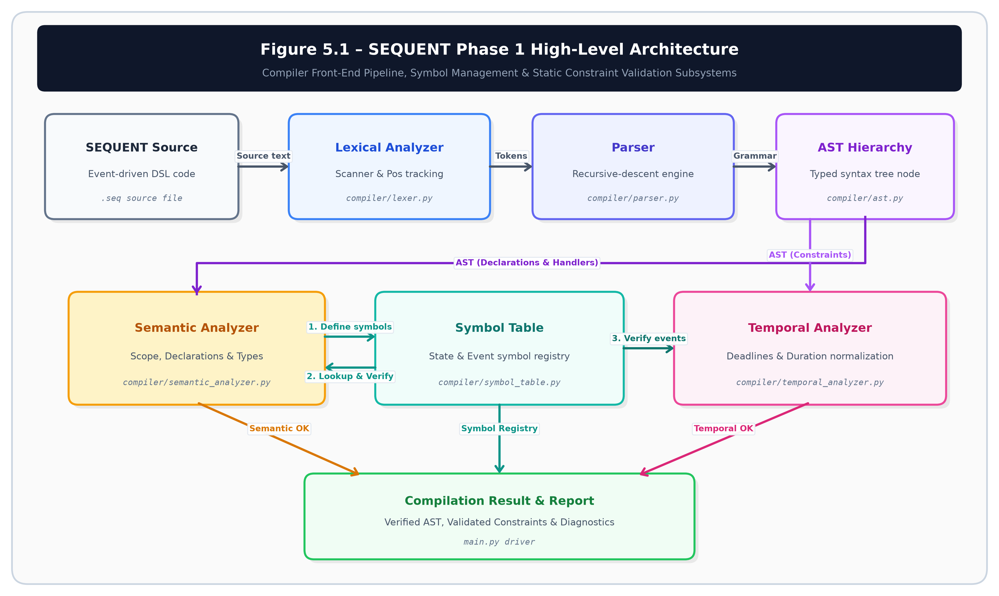 Figure 5.1 – SEQUENT Phase 1 High-Level Architecture
Compiler Front-End Pipeline, Symbol Management & Static Constraint Validation Subsystems
SEQUENT Source
Event-driven DSL code
.seq source file
Source text
Lexical Analyzer
Scanner & Pos tracking
compiler/lexer.py
Tokens
Parser
Recursive-descent engine
compiler/parser.py
Grammar
AST Hierarchy
Typed syntax tree node
compiler/ast.py
AST (Constraints)
AST (Declarations & Handlers)
Semantic Analyzer
Scope, Declarations & Types
compiler/semantic_analyzer.py
1. Define symbols
2. Lookup & Verify
Symbol Table
State & Event symbol registry
compiler/symbol_table.py
3. Verify events
Temporal Analyzer
Deadlines & Duration normalization
compiler/temporal_analyzer.py
Semantic OK
Symbol Registry
Temporal OK
Compilation Result & Report
Verified AST, Validated Constraints & Diagnostics
main.py driver